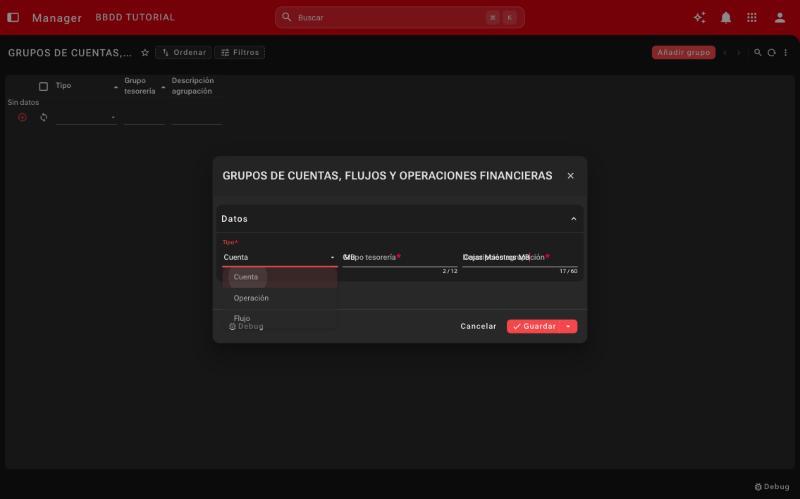 Manager BBDD TUTORIAL Buscar ⌘ K
GRUPOS DE CUENTAS,... Ordenar Filtros Añadir grupo
Tipo Grupo tesorería Descripción agrupación
Sin datos
GRUPOS DE CUENTAS, FLUJOS Y OPERACIONES FINANCIERAS
Datos
Tipo*
Cuenta Grupo tesorería*
2 / 12 17 / 60
Cuenta
Operación
Flujo
Debug Cancelar Guardar
Debug